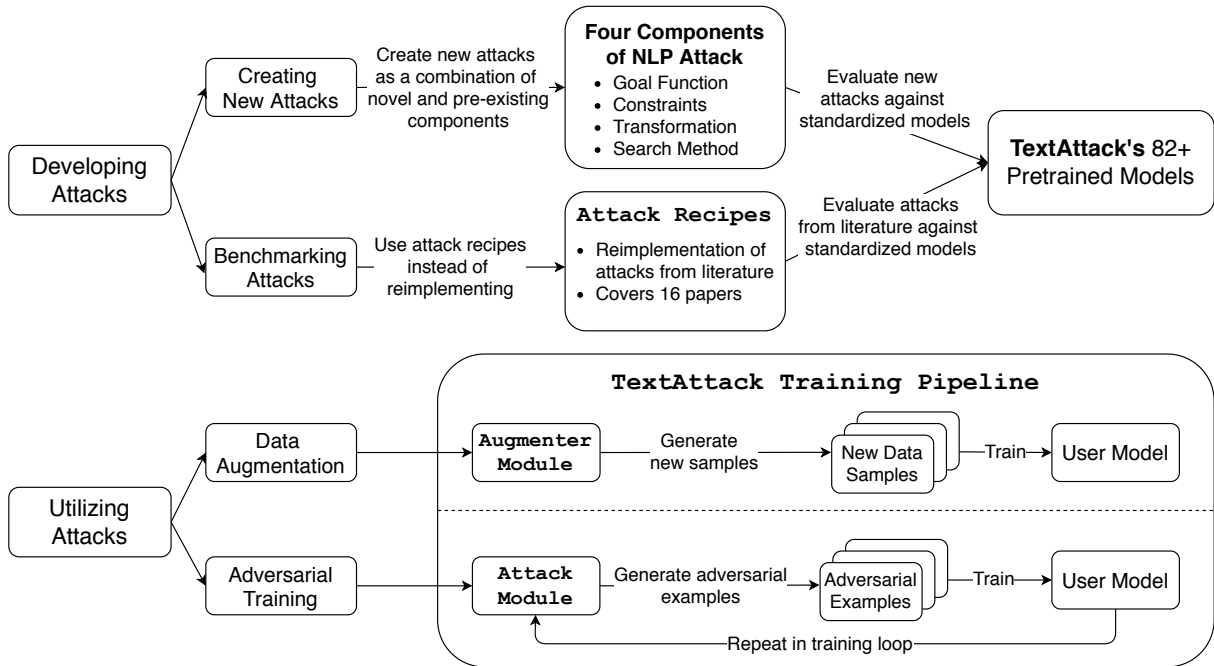 Developing
Attacks
Creating
New Attacks
Create new attacks
as a combination of
novel and pre-existing
components
Four Components
of NLP Attack
• Goal Function
• Constraints
• Transformation
• Search Method
Evaluate new
attacks against
standardized models
TextAttack's 82+
Pretrained Models
Benchmarking
Attacks
Use attack recipes
instead of
reimplementing
Attack Recipes
• Reimplementation of
attacks from literature
• Covers 16 papers
Evaluate attacks
from literature against
standardized models
Utilizing
Attacks
TextAttack Training Pipeline
Data
Augmentation
Augmenter
Module
Generate
new samples
New Data
Samples
Train
User Model
Adversarial
Training
Attack
Module
Generate adversarial
examples
Adversarial
Examples
Train
User Model
Repeat in training loop